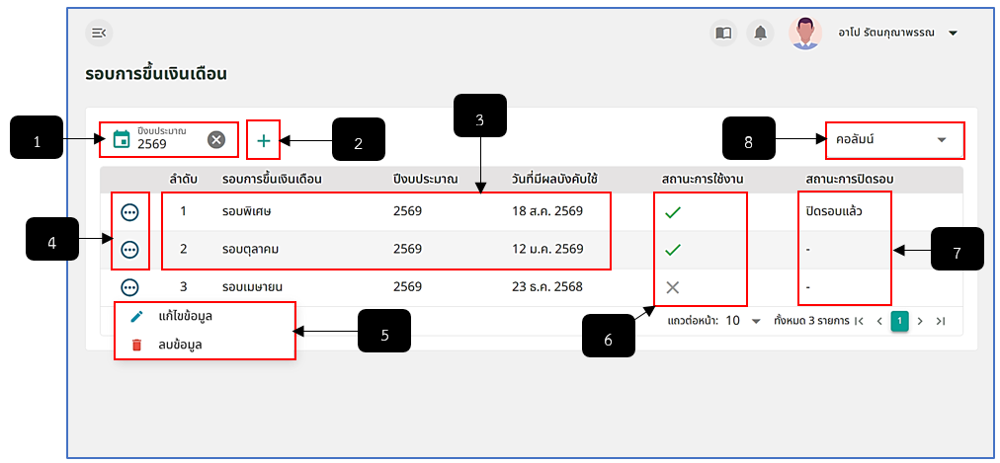 อาโป รัตนกุณาพรรณ
รอบการขึ้นเงินเดือน
1
ปีงบประมาณ
2569
2
3
8
คอลัมน์
ลำดับ รอบการขึ้นเงินเดือน ปีงบประมาณ วันที่มีผลบังคับใช้ สถานะการใช้งาน สถานะการปิดรอบ
1 รอบพิเศษ 2569 18 ส.ค. 2569 ปิดรอบแล้ว
4
2 รอบตุลาคม 2569 12 ม.ค. 2569 -
7
3 รอบเมษายน 2569 23 ธ.ค. 2568 -
แก้ไขข้อมูล
ลบข้อมูล
5
6
แถวต่อหน้า: 10 ทั้งหมด 3 รายการ 1